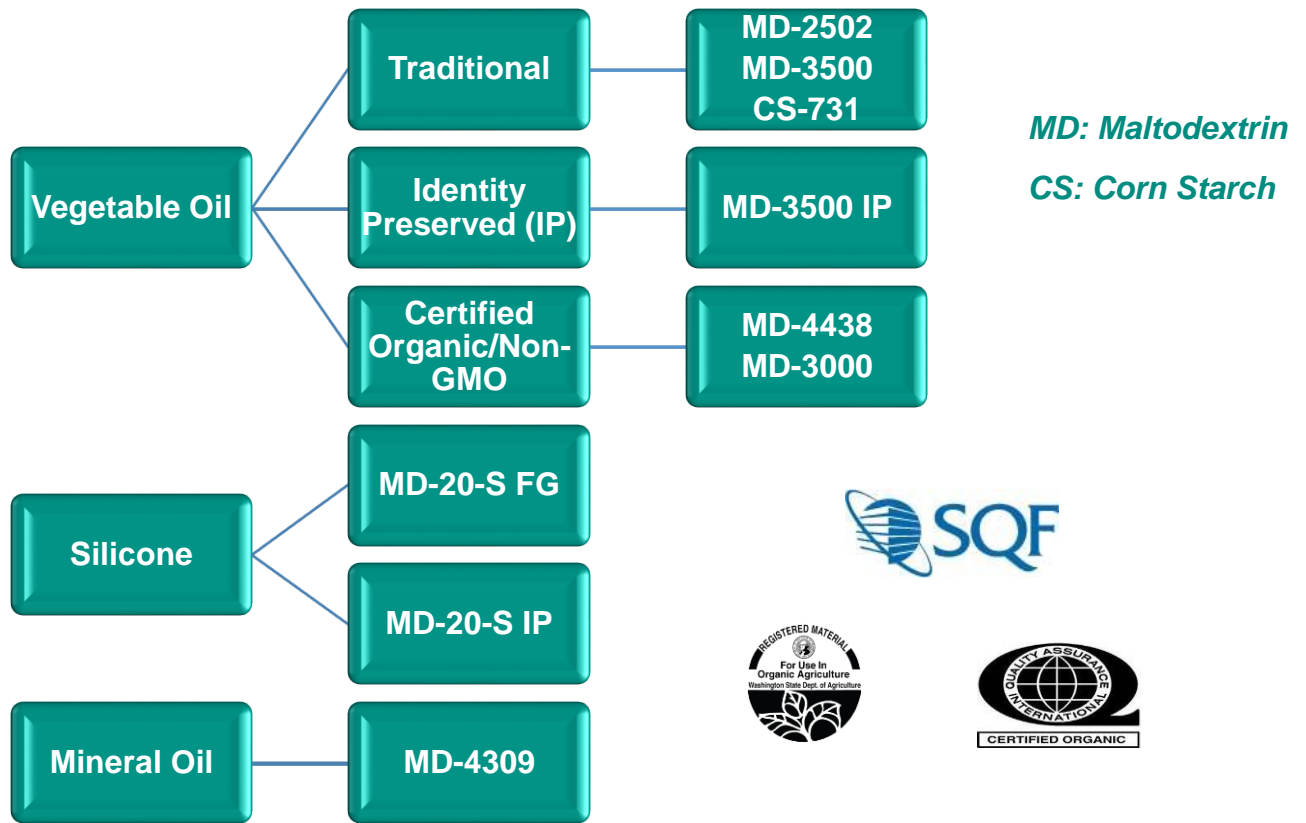 Traditional
MD-2502
MD-3500
CS-731
MD: Maltodextrin
CS: Corn Starch
Vegetable Oil
Identity
Preserved (IP)
MD-3500 IP
Certified
Organic/Non-
GMO
MD-4438
MD-3000
Silicone
MD-20-S FG
MD-20-S IP
SQF
REGISTERED MATERIAL
For Use In
Organic Agriculture
Washington State Dept. of Agriculture
QUALITY ASSURANCE
INTERNATIONAL
CERTIFIED ORGANIC
Mineral Oil
MD-4309